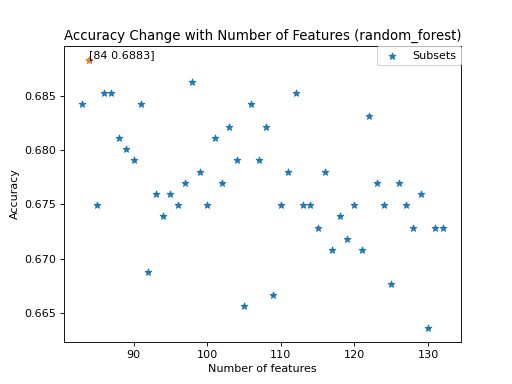 Accuracy Change with Number of Features (random_forest)
[84 0.6883]
Subsets
0.685
0.680
0.675
0.670
0.665
Accuracy
90 100 110 120 130
Number of features